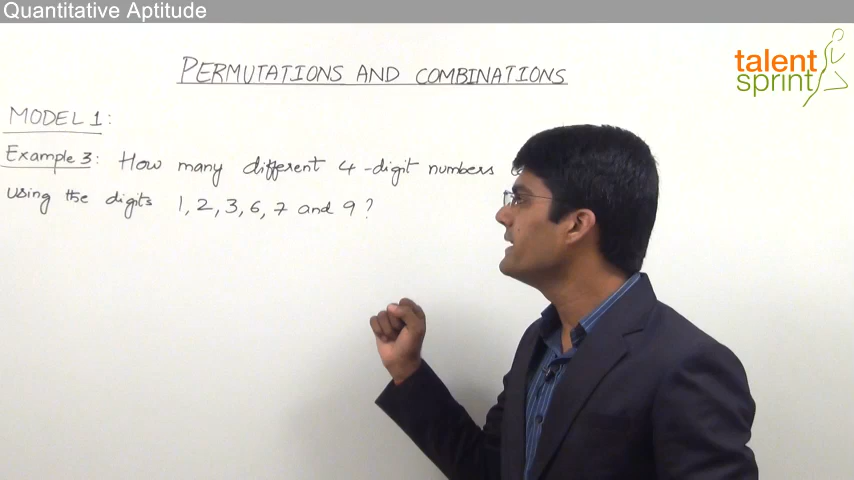 Quantitative Aptitude
PERMUTATIONS AND COMBINATIONS
talent
sprint
MODEL 1:
Example 3: How many different 4-digit numbers
using the digits 1, 2, 3, 6, 7 and 9?